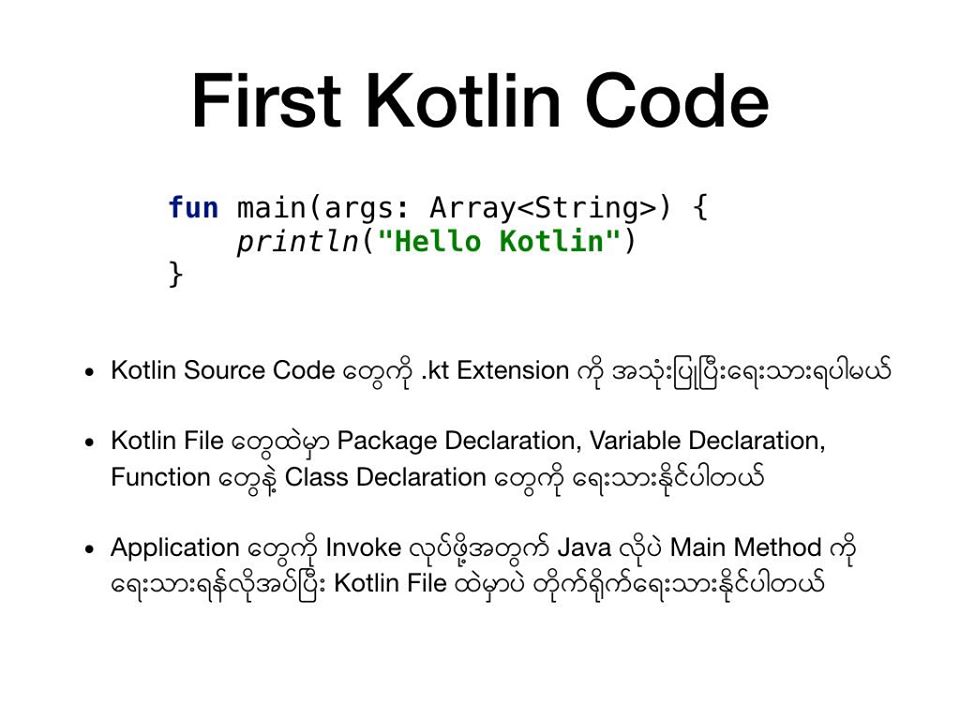 First Kotlin Code
fun main(args: Array<String>) {
    println("Hello Kotlin")
}
• Kotlin Source Code တွေကို .kt Extension ကို အသုံးပြုပြီးရေးသားရပါမယ်
• Kotlin File တွေထဲမှာ Package Declaration, Variable Declaration,
Function တွေနဲ့ Class Declaration တွေကို ရေးသားနိုင်ပါတယ်
• Application တွေကို Invoke လုပ်ဖို့အတွက် Java လိုပဲ Main Method ကို
ရေးသားရန်လိုအပ်ပြီး Kotlin File ထဲမှာပဲ တိုက်ရိုက်ရေးသားနိုင်ပါတယ်